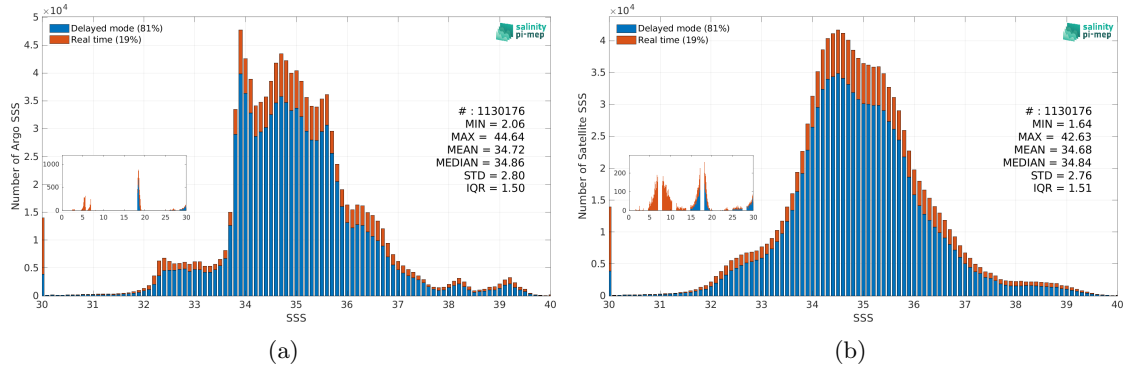 ×10⁴
Delayed mode (81%)
Real time (19%)
salinity
pi-mep
# : 1130176
MIN = 2.06
MAX = 44.64
MEAN = 34.72
MEDIAN = 34.86
STD = 2.80
IQR = 1.50
Number of Argo SSS
5
4.5
4
3.5
3
2.5
2
1.5
1
0.5
0
1000
500
0
0 5 10 15 20 25 30
30 31 32 33 34 35 36 37 38 39 40
SSS
(a)
×10⁴
Delayed mode (81%)
Real time (19%)
salinity
pi-mep
# : 1130176
MIN = 1.64
MAX = 42.63
MEAN = 34.68
MEDIAN = 34.84
STD = 2.76
IQR = 1.51
Number of Satellite SSS
4
3.5
3
2.5
2
1.5
1
0.5
0
200
100
0
0 5 10 15 20 25 30
30 31 32 33 34 35 36 37 38 39 40
SSS
(b)